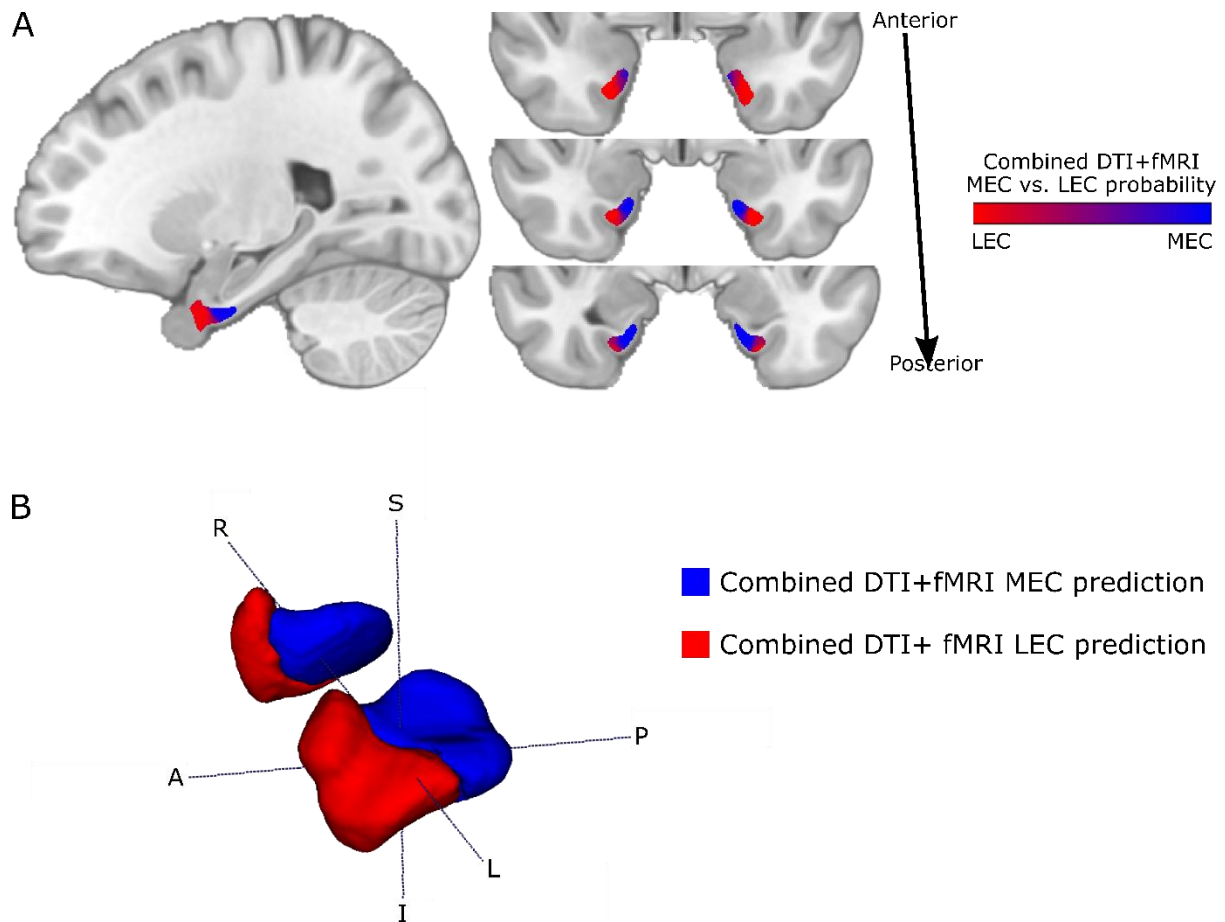 A
Anterior
Posterior
Combined DTI+fMRI
MEC vs. LEC probability
LEC MEC
B
S
R
P
A
L
I
Combined DTI+fMRI MEC prediction
Combined DTI+ fMRI LEC prediction